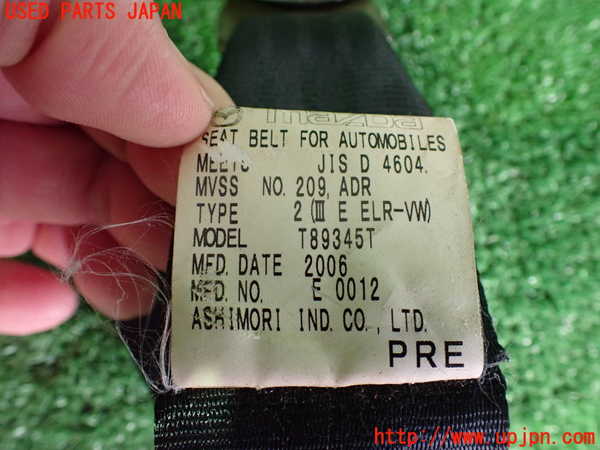 USED PARTS JAPAN
mazda
SEAT BELT FOR AUTOMOBILES
MEETS JIS D 4604.
MVSS NO. 209, ADR
TYPE 2 (Ⅲ E ELR-VW)
MODEL T89345T
MFD. DATE 2006
MFD. NO. E 0012
ASHIMORI IND. CO., LTD.
PRE
http://www.upjpn.com/